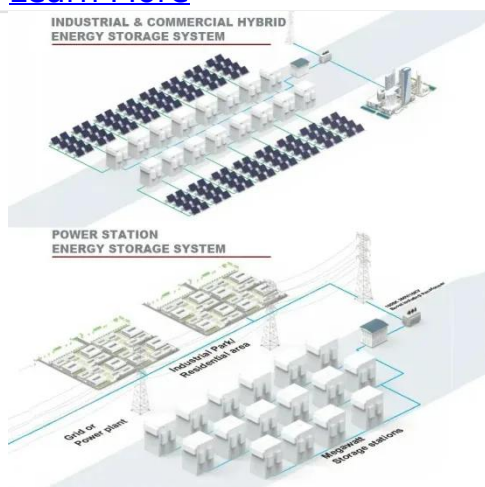 Learn More
INDUSTRIAL & COMMERCIAL HYBRID
ENERGY STORAGE SYSTEM
POWER STATION
ENERGY STORAGE SYSTEM
Industrial Park/
Residential area
Grid or
Power plant
Megawatt
Storage stations